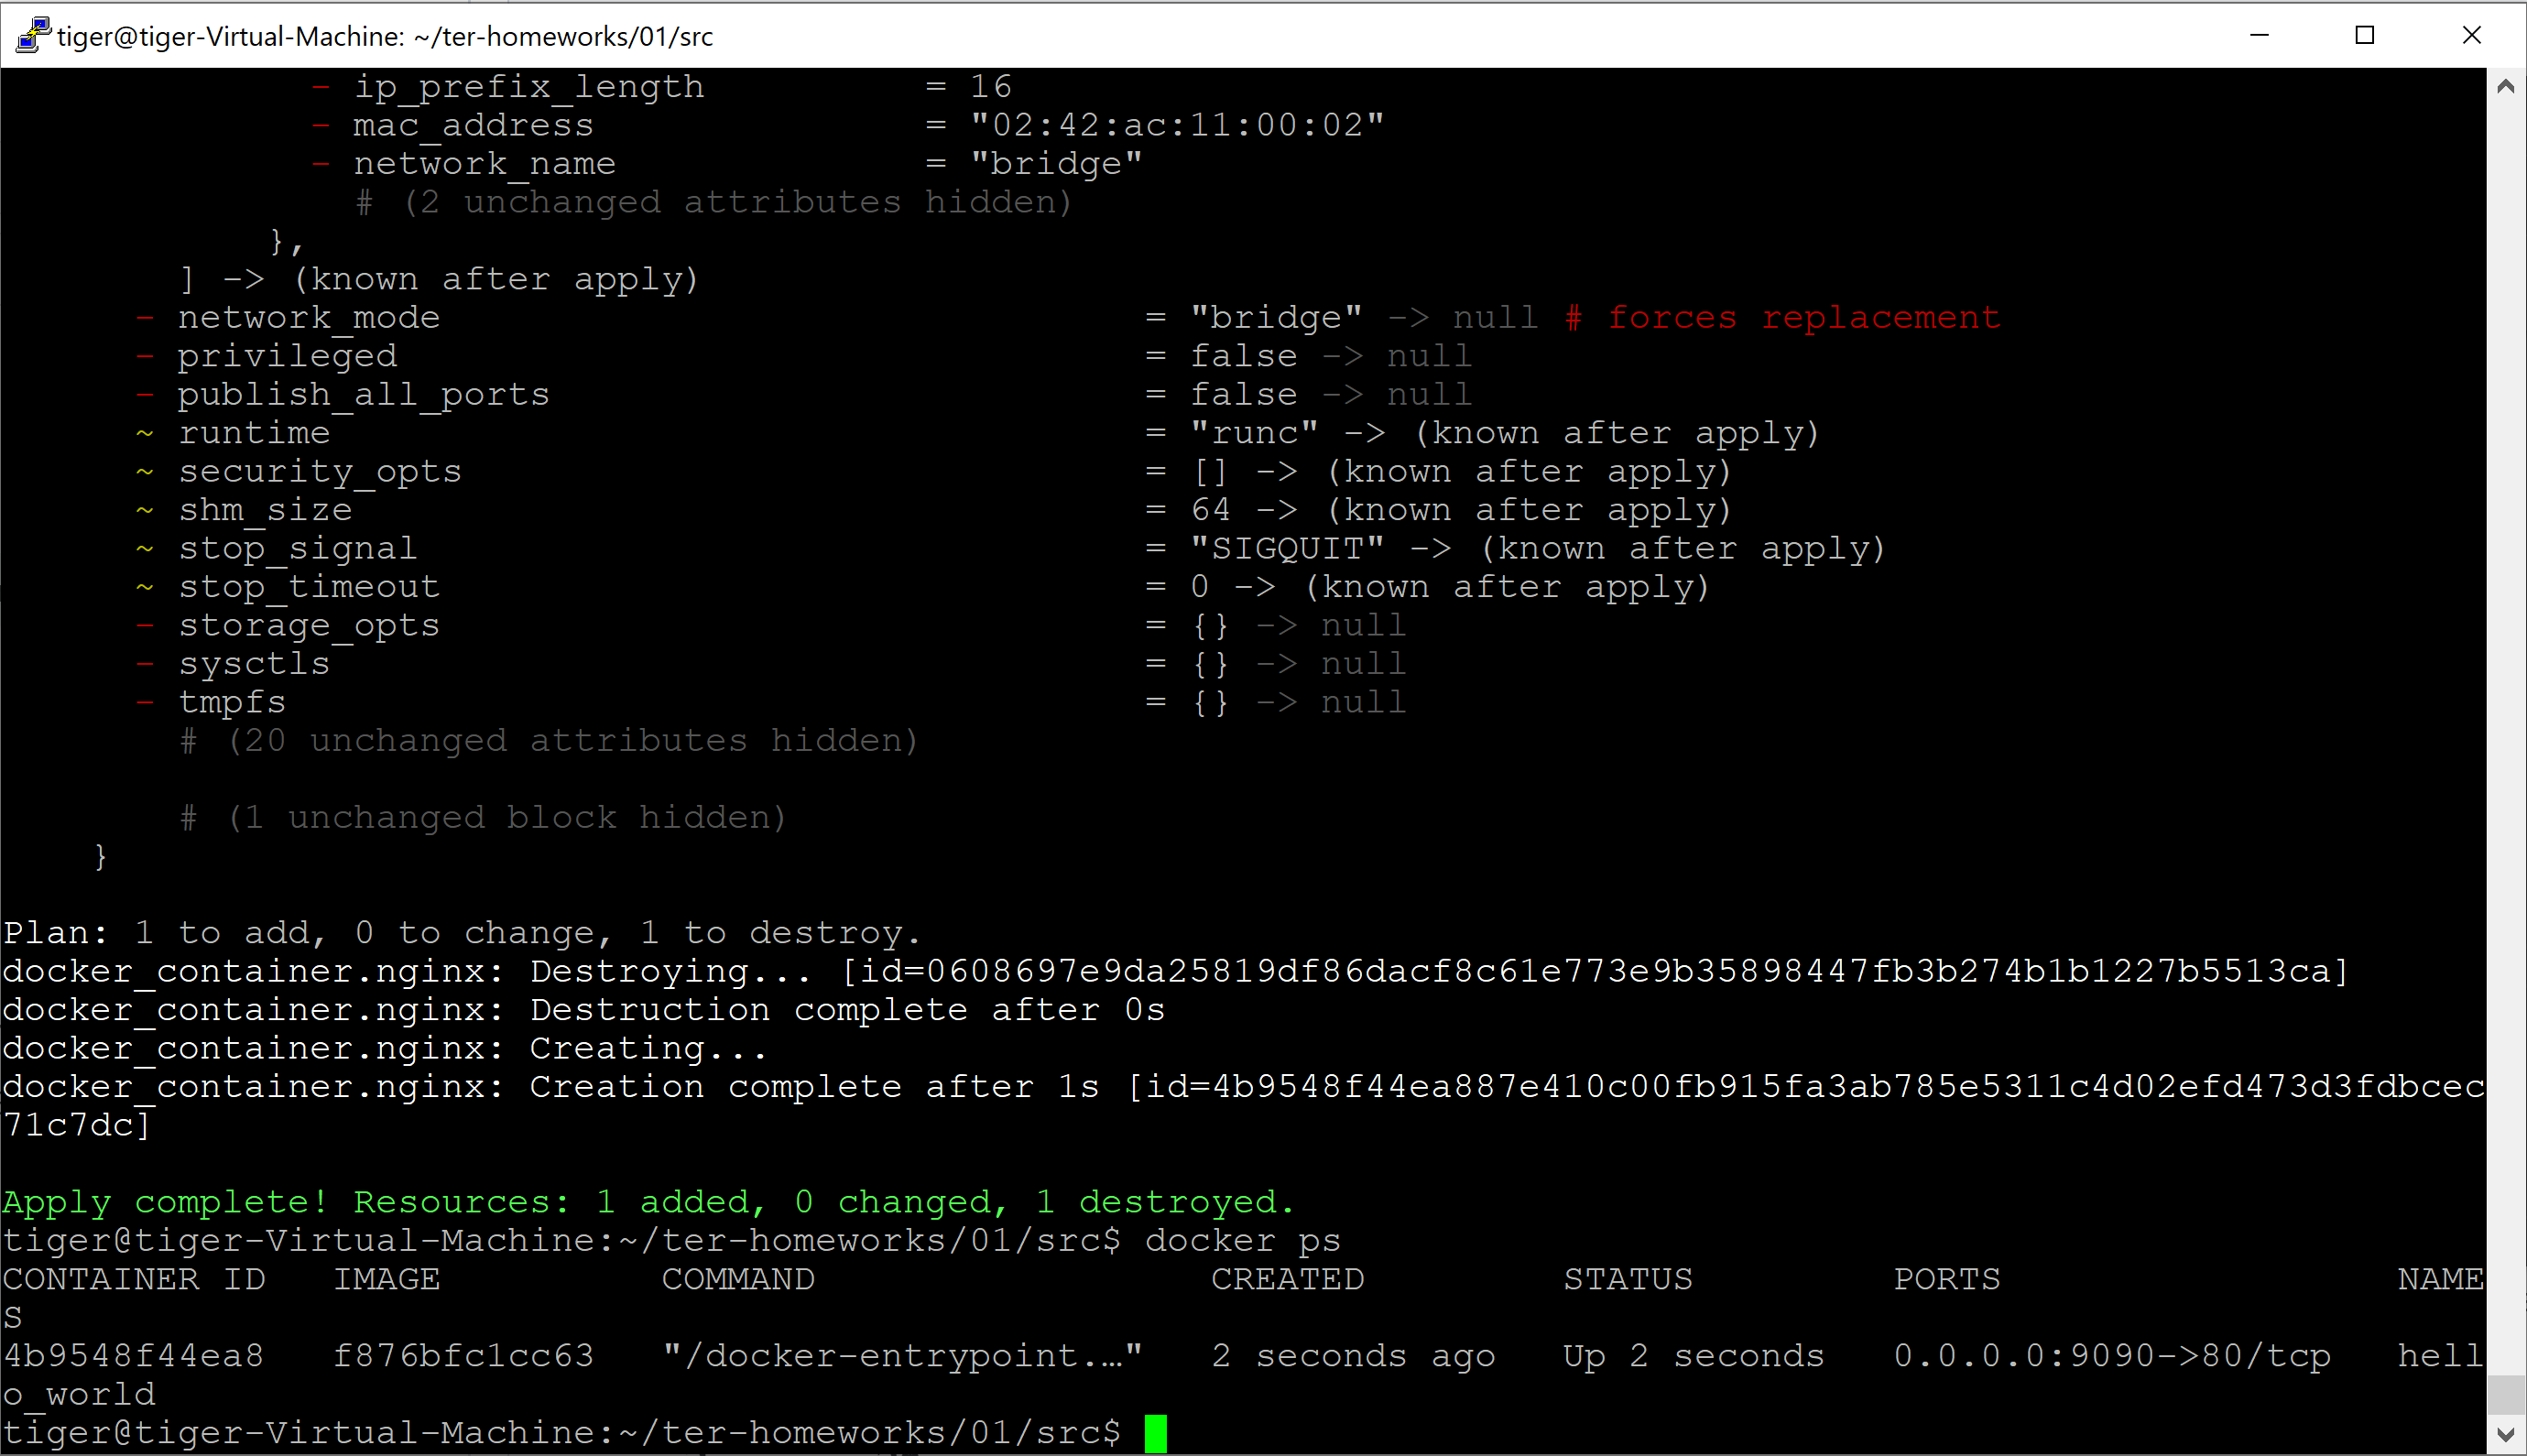 tiger@tiger-Virtual-Machine: ~/ter-homeworks/01/src
- ip_prefix_length = 16
- mac_address = "02:42:ac:11:00:02"
- network_name = "bridge"
# (2 unchanged attributes hidden)
},
] -> (known after apply)
- network_mode = "bridge" -> null # forces replacement
- privileged = false -> null
- publish_all_ports = false -> null
~ runtime = "runc" -> (known after apply)
~ security_opts = [] -> (known after apply)
~ shm_size = 64 -> (known after apply)
~ stop_signal = "SIGQUIT" -> (known after apply)
~ stop_timeout = 0 -> (known after apply)
- storage_opts = {} -> null
- sysctls = {} -> null
- tmpfs = {} -> null
# (20 unchanged attributes hidden)
# (1 unchanged block hidden)
}
Plan: 1 to add, 0 to change, 1 to destroy.
docker_container.nginx: Destroying... [id=0608697e9da25819df86dacf8c61e773e9b35898447fb3b274b1b1227b5513ca]
docker_container.nginx: Destruction complete after 0s
docker_container.nginx: Creating...
docker_container.nginx: Creation complete after 1s [id=4b9548f44ea887e410c00fb915fa3ab785e5311c4d02efd473d3fdbcec
71c7dc]
Apply complete! Resources: 1 added, 0 changed, 1 destroyed.
tiger@tiger-Virtual-Machine:~/ter-homeworks/01/src$ docker ps
CONTAINER ID IMAGE COMMAND CREATED STATUS PORTS NAME
S
4b9548f44ea8 f876bfc1cc63 "/docker-entrypoint.…" 2 seconds ago Up 2 seconds 0.0.0.0:9090->80/tcp hell
o_world
tiger@tiger-Virtual-Machine:~/ter-homeworks/01/src$